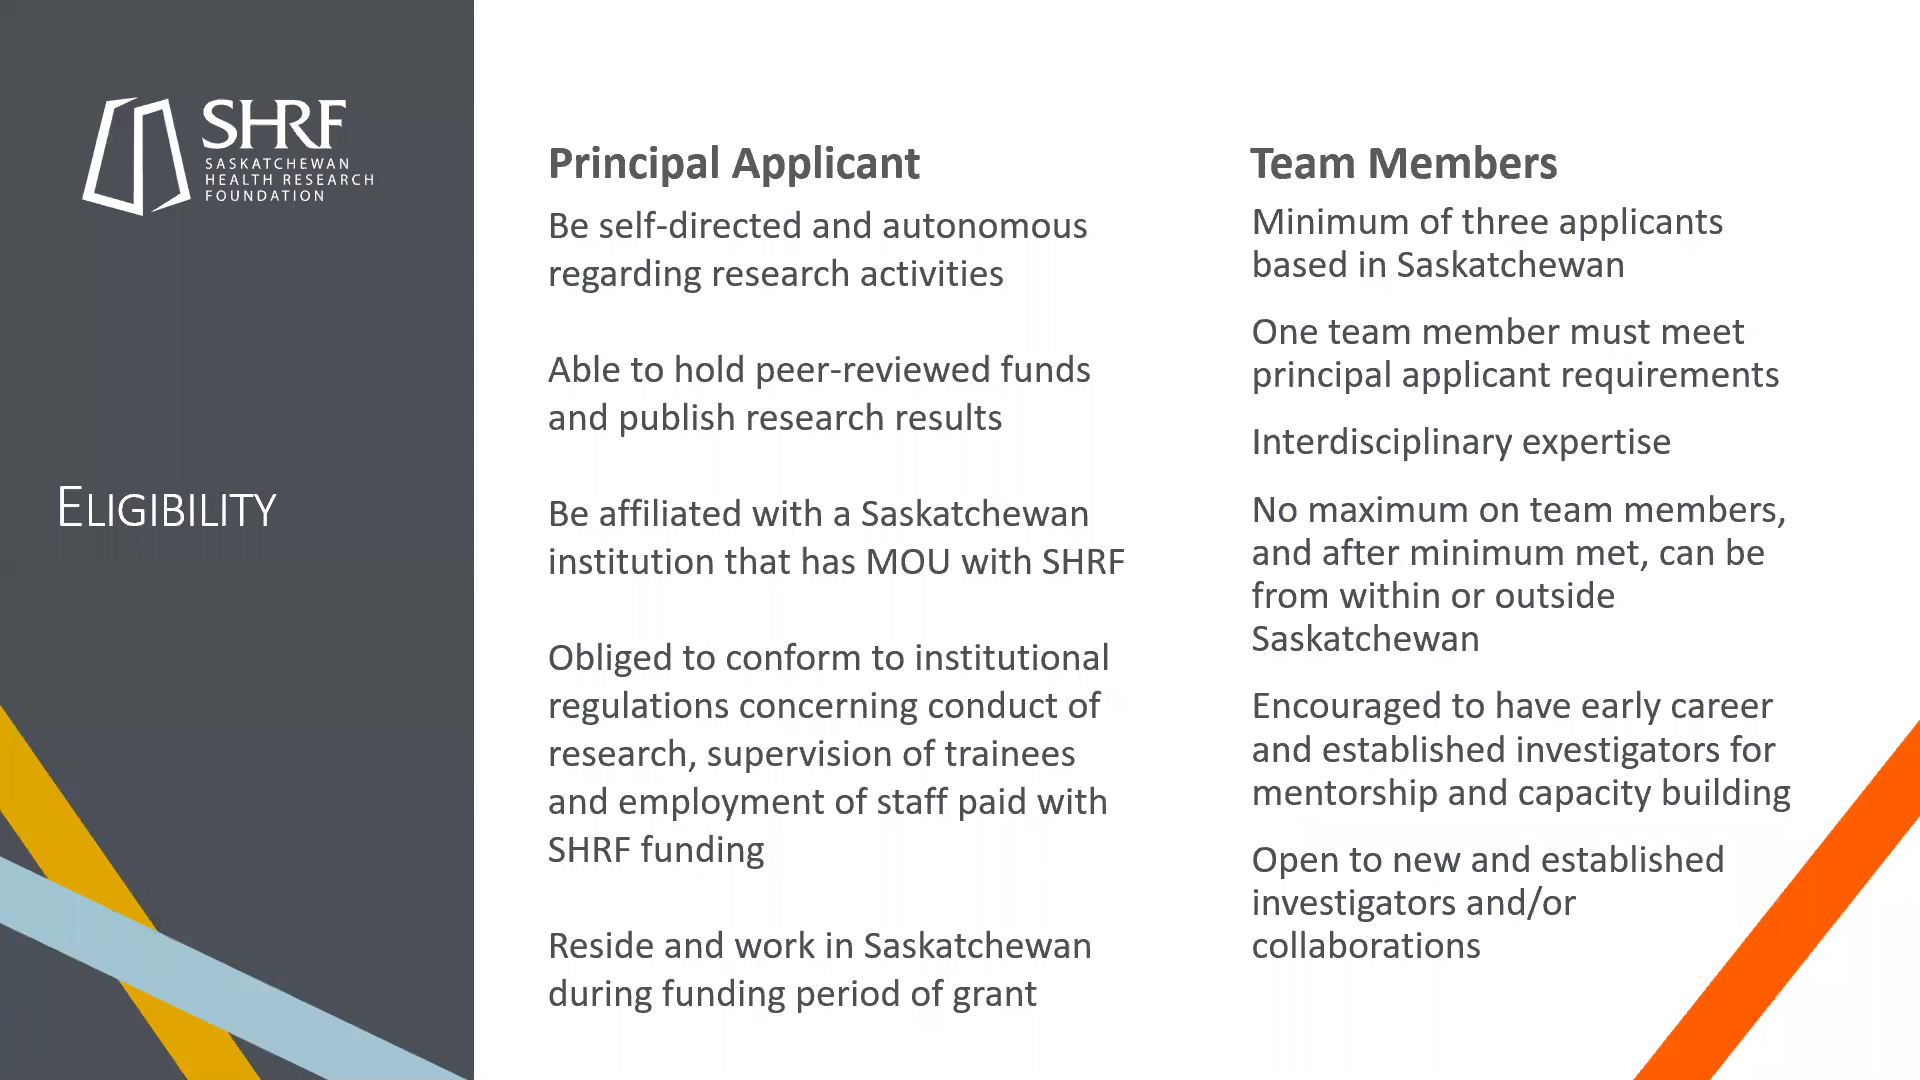 SHRF
SASKATCHEWAN
HEALTH RESEARCH
FOUNDATION
ELIGIBILITY
Principal Applicant
Be self-directed and autonomous
regarding research activities
Able to hold peer-reviewed funds
and publish research results
Be affiliated with a Saskatchewan
institution that has MOU with SHRF
Obliged to conform to institutional
regulations concerning conduct of
research, supervision of trainees
and employment of staff paid with
SHRF funding
Reside and work in Saskatchewan
during funding period of grant
Team Members
Minimum of three applicants
based in Saskatchewan
One team member must meet
principal applicant requirements
Interdisciplinary expertise
No maximum on team members,
and after minimum met, can be
from within or outside
Saskatchewan
Encouraged to have early career
and established investigators for
mentorship and capacity building
Open to new and established
investigators and/or
collaborations